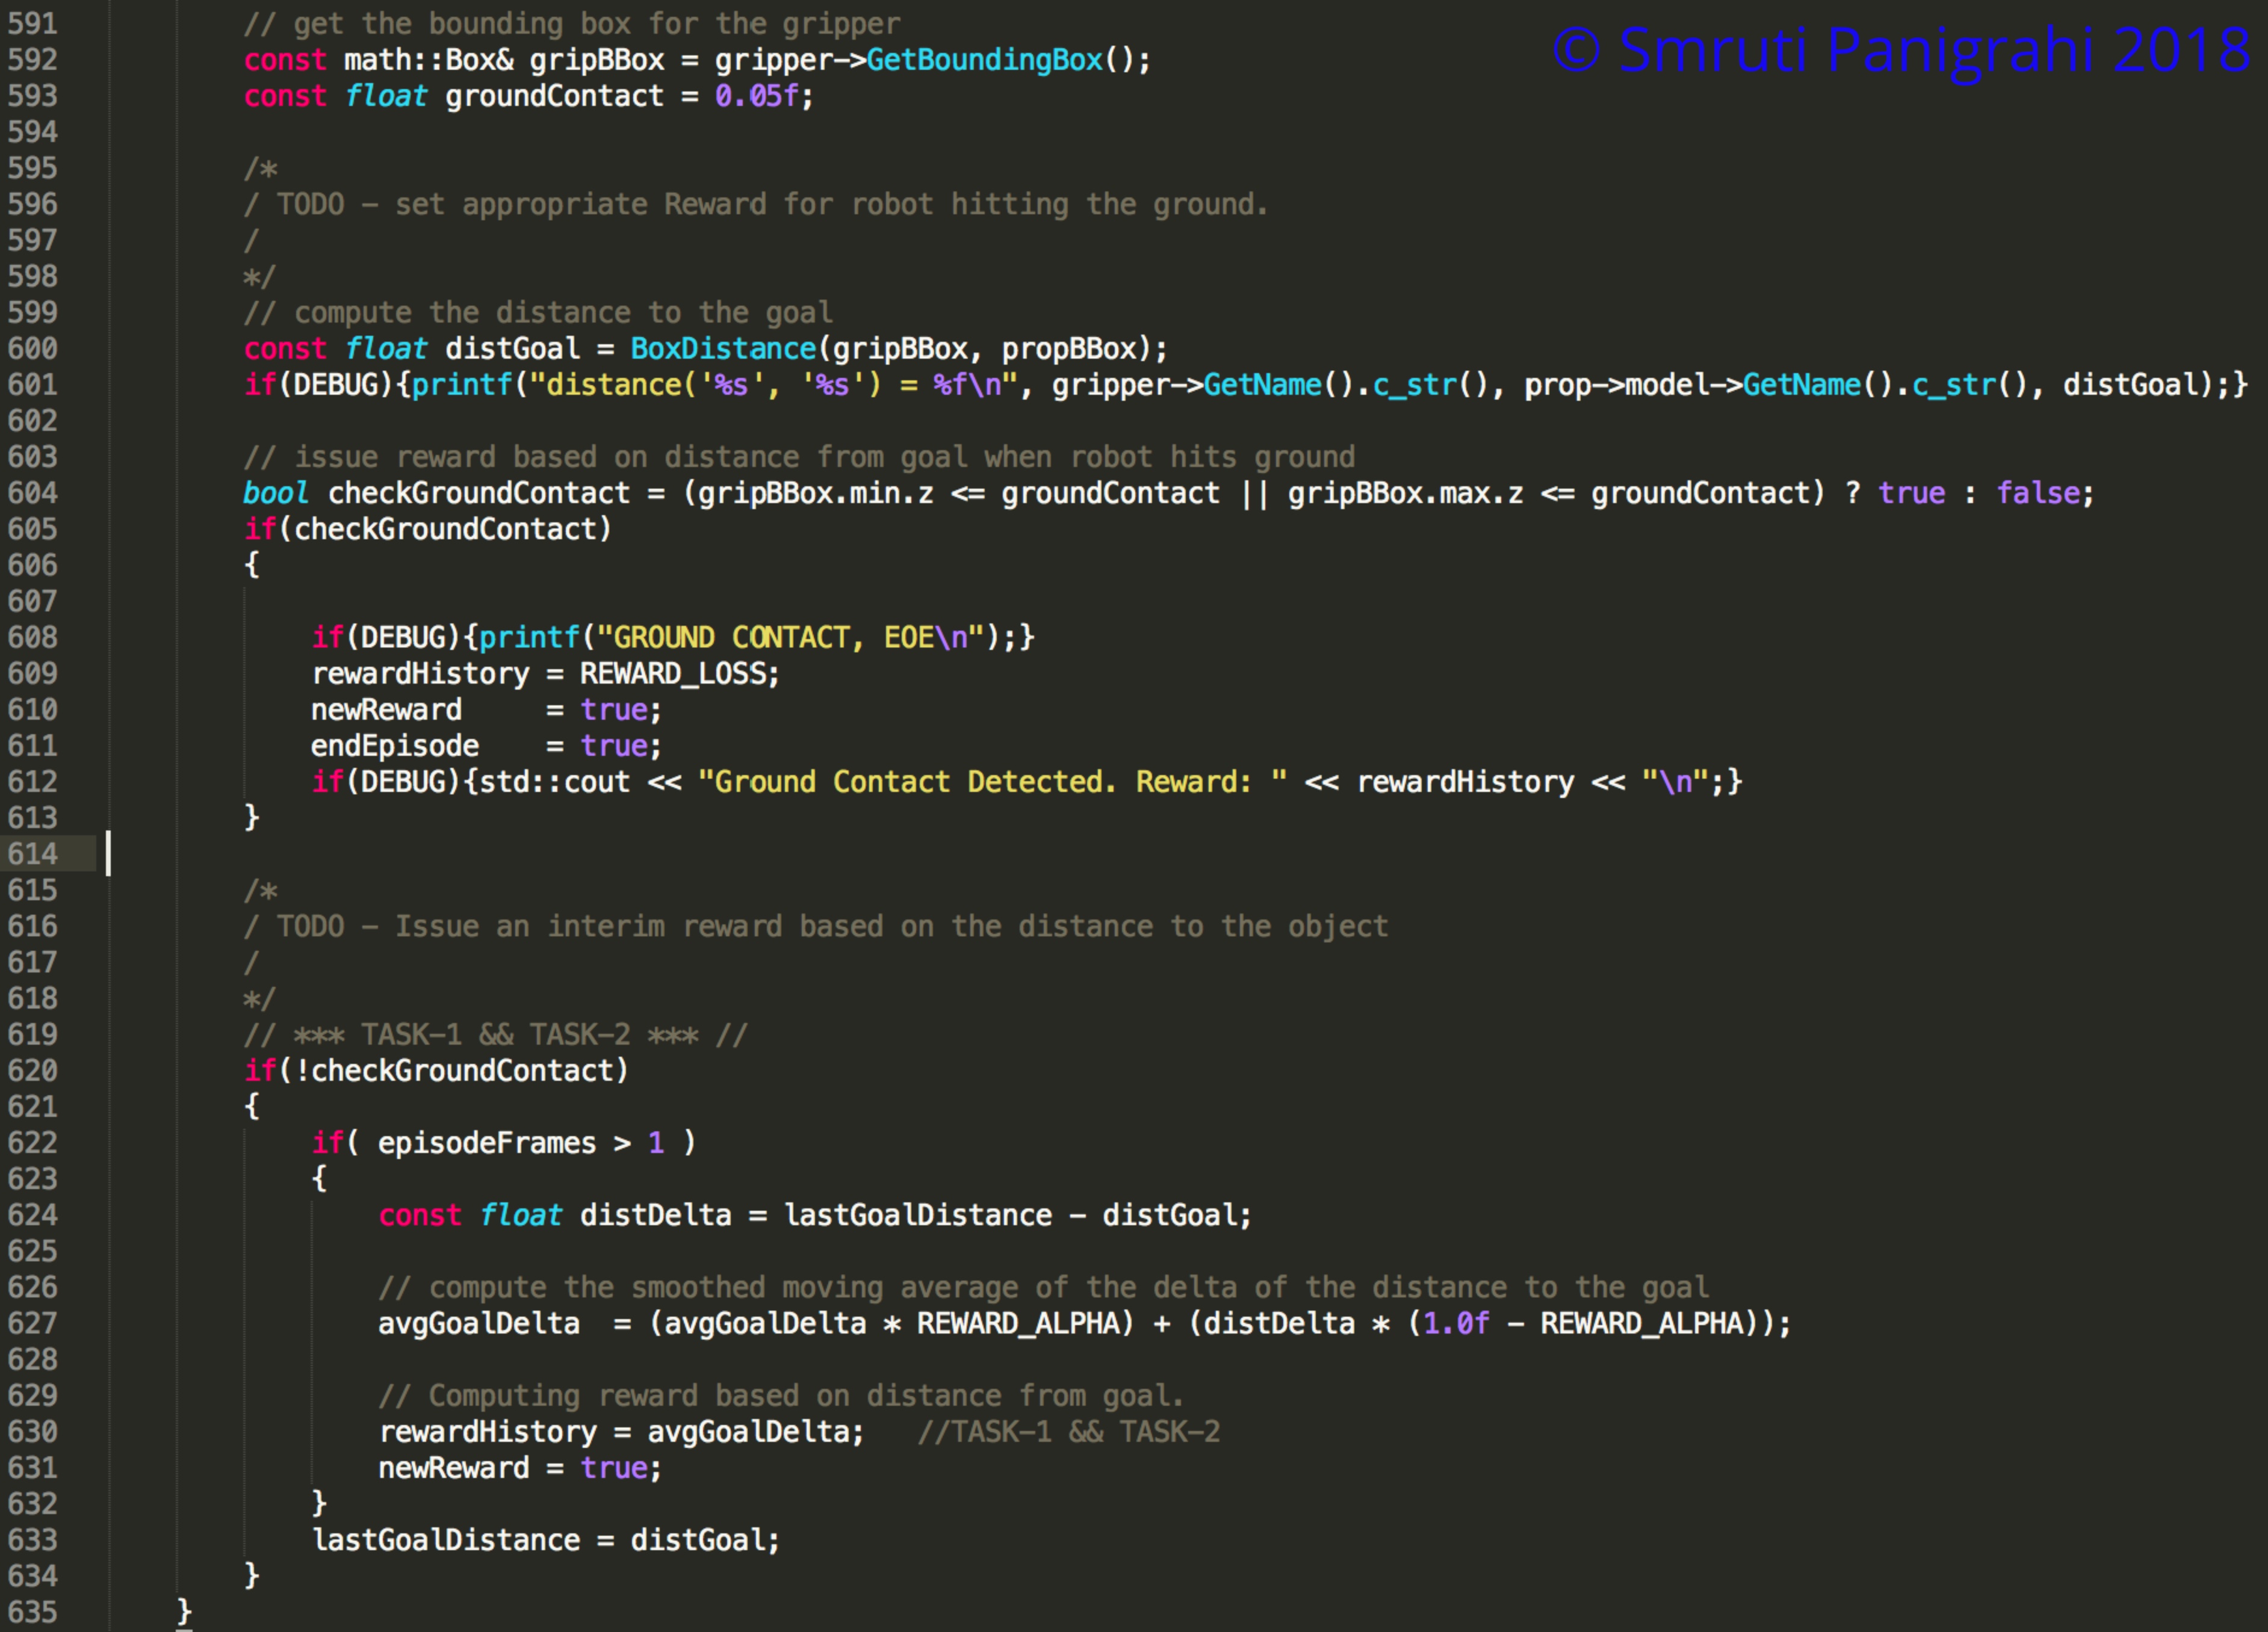 © Smruti Panigrahi 2018
591 // get the bounding box for the gripper
592 const math::Box& gripBBox = gripper->GetBoundingBox();
593 const float groundContact = 0.05f;
594
595 /*
596 / TODO - set appropriate Reward for robot hitting the ground.
597 /
598 */
599 // compute the distance to the goal
600 const float distGoal = BoxDistance(gripBBox, propBBox);
601 if(DEBUG){printf("distance('%s', '%s') = %f\n", gripper->GetName().c_str(), prop->model->GetName().c_str(), distGoal);}
602
603 // issue reward based on distance from goal when robot hits ground
604 bool checkGroundContact = (gripBBox.min.z <= groundContact || gripBBox.max.z <= groundContact) ? true : false;
605 if(checkGroundContact)
606 {
607
608 if(DEBUG){printf("GROUND CONTACT, EOE\n");}
609 rewardHistory = REWARD_LOSS;
610 newReward     = true;
611 endEpisode    = true;
612 if(DEBUG){std::cout << "Ground Contact Detected. Reward: " << rewardHistory << "\n";}
613 }
614
615 /*
616 / TODO - Issue an interim reward based on the distance to the object
617 /
618 */
619 // *** TASK-1 && TASK-2 *** //
620 if(!checkGroundContact)
621 {
622 if( episodeFrames > 1 )
623 {
624 const float distDelta = lastGoalDistance - distGoal;
625
626 // compute the smoothed moving average of the delta of the distance to the goal
627 avgGoalDelta  = (avgGoalDelta * REWARD_ALPHA) + (distDelta * (1.0f - REWARD_ALPHA));
628
629 // Computing reward based on distance from goal.
630 rewardHistory = avgGoalDelta;   //TASK-1 && TASK-2
631 newReward = true;
632 }
633 lastGoalDistance = distGoal;
634 }
635 }